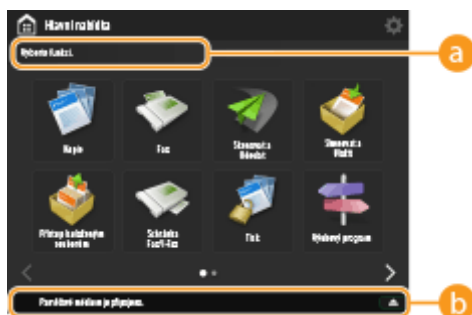 Hlavní nabídka
Vyberte funkci.
a
Kopie
Fax
Skenovat a
Odeslat
Skenovat a
Uložit
Přístup k uloženým
souborům
Schránka
Fax/I-Fax
Tisk
Výukový program
Paměťové médium je připojeno.
b